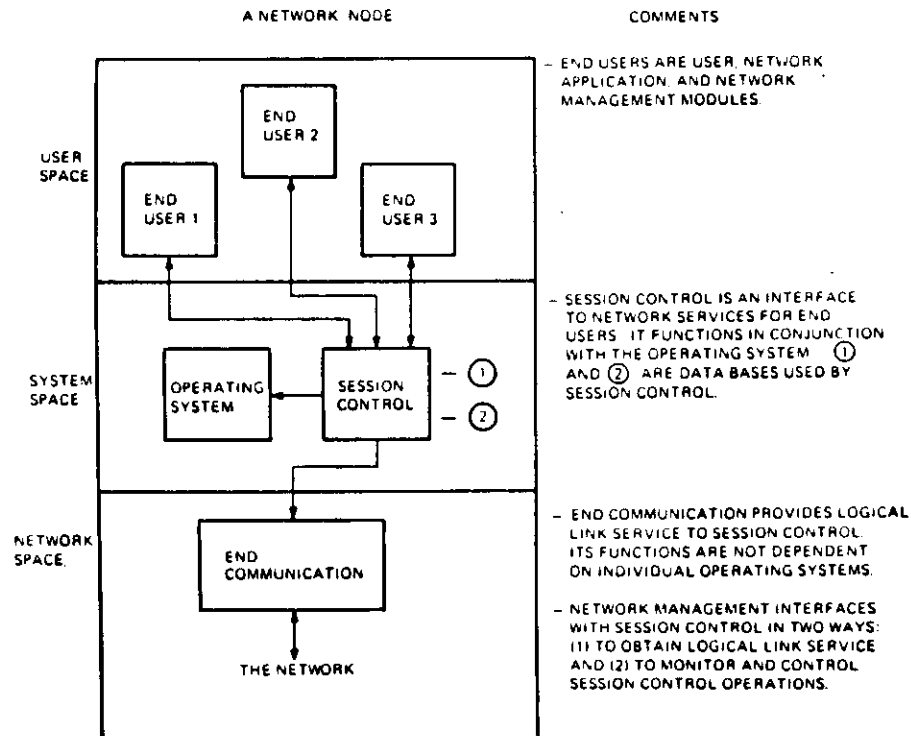 A NETWORK NODE
COMMENTS
USER
SPACE
END
USER 1
END
USER 2
END
USER 3
– END USERS ARE USER, NETWORK
APPLICATION, AND NETWORK
MANAGEMENT MODULES.
SYSTEM
SPACE
OPERATING
SYSTEM
SESSION
CONTROL
– ①
– ②
– SESSION CONTROL IS AN INTERFACE
TO NETWORK SERVICES FOR END
USERS IT FUNCTIONS IN CONJUNCTION
WITH THE OPERATING SYSTEM ①
AND ② ARE DATA BASES USED BY
SESSION CONTROL.
NETWORK
SPACE.
END
COMMUNICATION
THE NETWORK
– END COMMUNICATION PROVIDES LOGICAL
LINK SERVICE TO SESSION CONTROL.
ITS FUNCTIONS ARE NOT DEPENDENT
ON INDIVIDUAL OPERATING SYSTEMS.
– NETWORK MANAGEMENT INTERFACES
WITH SESSION CONTROL IN TWO WAYS:
(1) TO OBTAIN LOGICAL LINK SERVICE
AND (2) TO MONITOR AND CONTROL
SESSION CONTROL OPERATIONS.